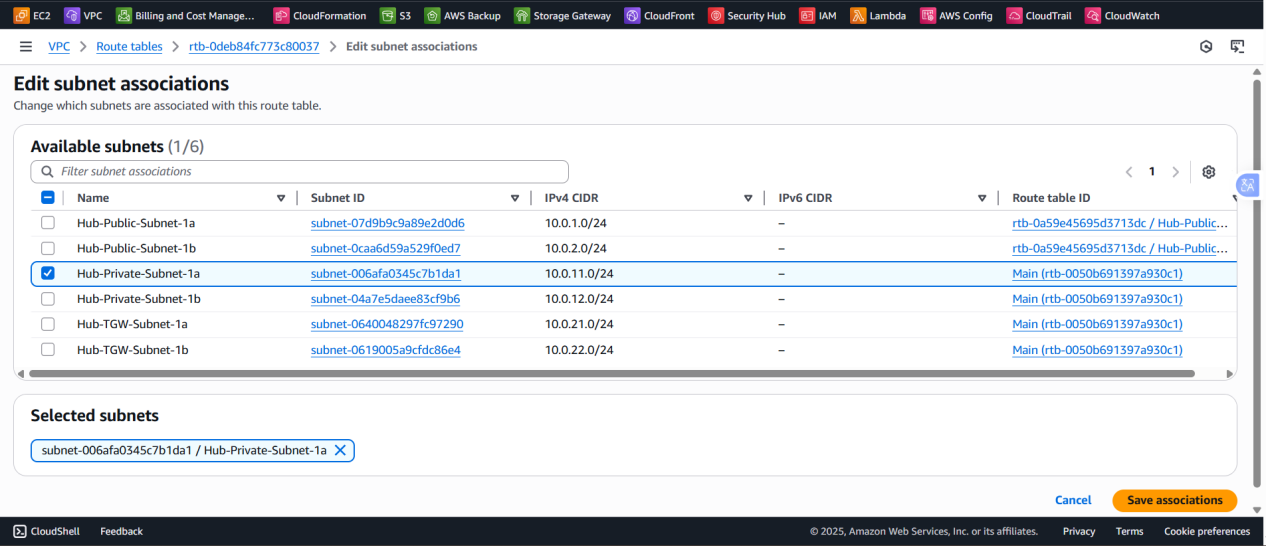 EC2 VPC Billing and Cost Manage... CloudFormation S3 AWS Backup Storage Gateway CloudFront Security Hub IAM Lambda AWS Config CloudTrail CloudWatch
VPC > Route tables > rtb-0deb84fc773c80037 > Edit subnet associations
Edit subnet associations
Change which subnets are associated with this route table.
Available subnets (1/6)
Filter subnet associations
1
Name Subnet ID IPv4 CIDR IPv6 CIDR Route table ID
Hub-Public-Subnet-1a subnet-07d9b9c9a89e2d0d6 10.0.1.0/24 – rtb-0a59e45695d3713dc / Hub-Public...
Hub-Public-Subnet-1b subnet-0caa6d59a529f0ed7 10.0.2.0/24 – rtb-0a59e45695d3713dc / Hub-Public...
Hub-Private-Subnet-1a subnet-006afa0345c7b1da1 10.0.11.0/24 – Main (rtb-0050b691397a930c1)
Hub-Private-Subnet-1b subnet-04a7e5daee83cf9b6 10.0.12.0/24 – Main (rtb-0050b691397a930c1)
Hub-TGW-Subnet-1a subnet-0640048297fc97290 10.0.21.0/24 – Main (rtb-0050b691397a930c1)
Hub-TGW-Subnet-1b subnet-0619005a9cfdc86e4 10.0.22.0/24 – Main (rtb-0050b691397a930c1)
Selected subnets
subnet-006afa0345c7b1da1 / Hub-Private-Subnet-1a
Cancel Save associations
CloudShell Feedback © 2025, Amazon Web Services, Inc. or its affiliates. Privacy Terms Cookie preferences